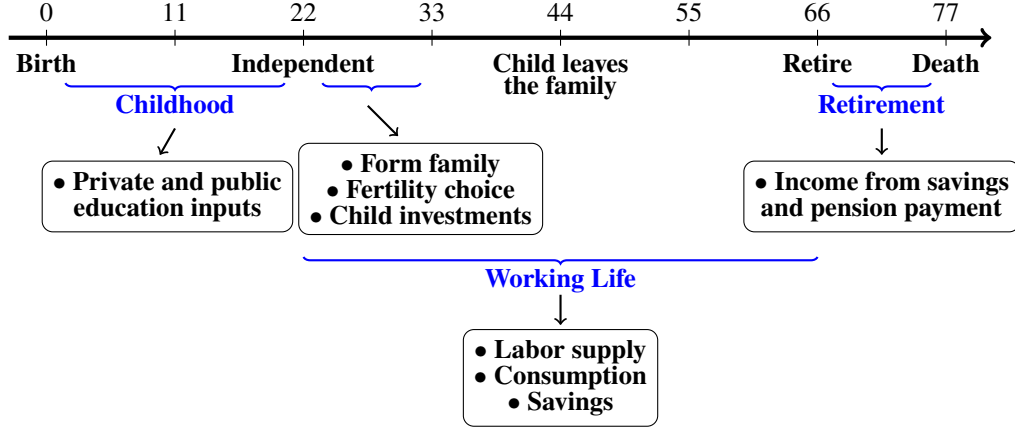 0 11 22 33 44 55 66 77
Birth Independent Child leaves Retire Death
the family
Childhood Retirement
• Private and public
education inputs
• Form family
• Fertility choice
• Child investments
• Income from savings
and pension payment
Working Life
• Labor supply
• Consumption
• Savings